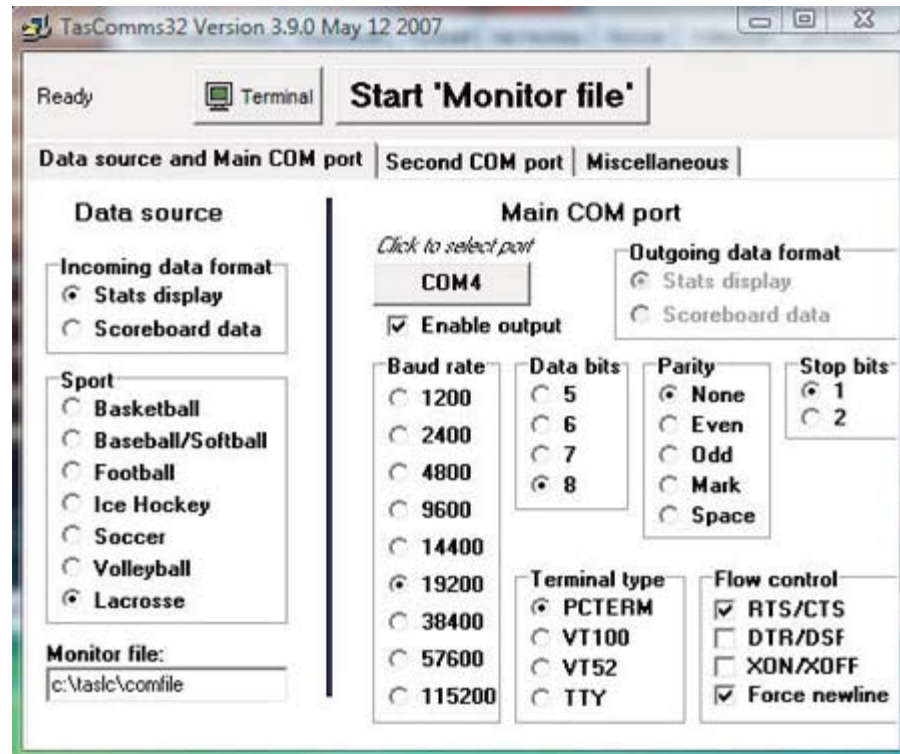 TasComms32 Version 3.9.0 May 12 2007
Ready
Terminal
Start 'Monitor file'
Data source and Main COM port
Second COM port
Miscellaneous
Data source
Incoming data format
Stats display
Scoreboard data
Sport
Basketball
Baseball/Softball
Football
Ice Hockey
Soccer
Volleyball
Lacrosse
Monitor file:
c:\taslc\comfile
Main COM port
Click to select port
COM4
Enable output
Outgoing data format
Stats display
Scoreboard data
Baud rate
1200
2400
4800
9600
14400
19200
38400
57600
115200
Data bits
5
6
7
8
Parity
None
Even
Odd
Mark
Space
Stop bits
1
2
Terminal type
PCTERM
VT100
VT52
TTY
Flow control
RTS/CTS
DTR/DSF
XON/XOFF
Force newline